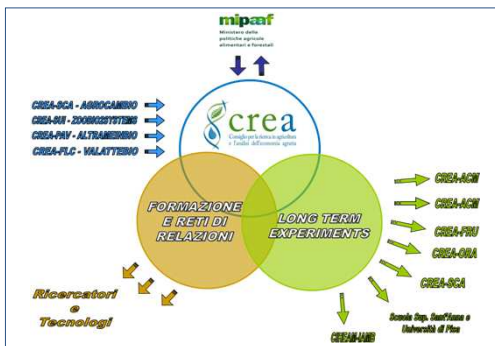 mipaaf
Ministero delle
politiche agricole
alimentari e forestali
CREA-SCA - AGROCAMBIO
CREA-SUI - ZOOBIOSYSTEMS
CREA-PAV - ALTRAMEINBIO
CREA-FLC - VALATTEBIO
crea
Consiglio per la ricerca in agricoltura
e l'analisi dell'economia agraria
FORMAZIONE
E RETI DI
RELAZIONI
LONG TERM
EXPERIMENTS
CREA-ACM
CREA-ACM
CREA-FRU
CREA-ORA
CREA-SCA
Scuola Sup. Sant'Anna e
Università di Pisa
Ricercatori
e
Tecnologi